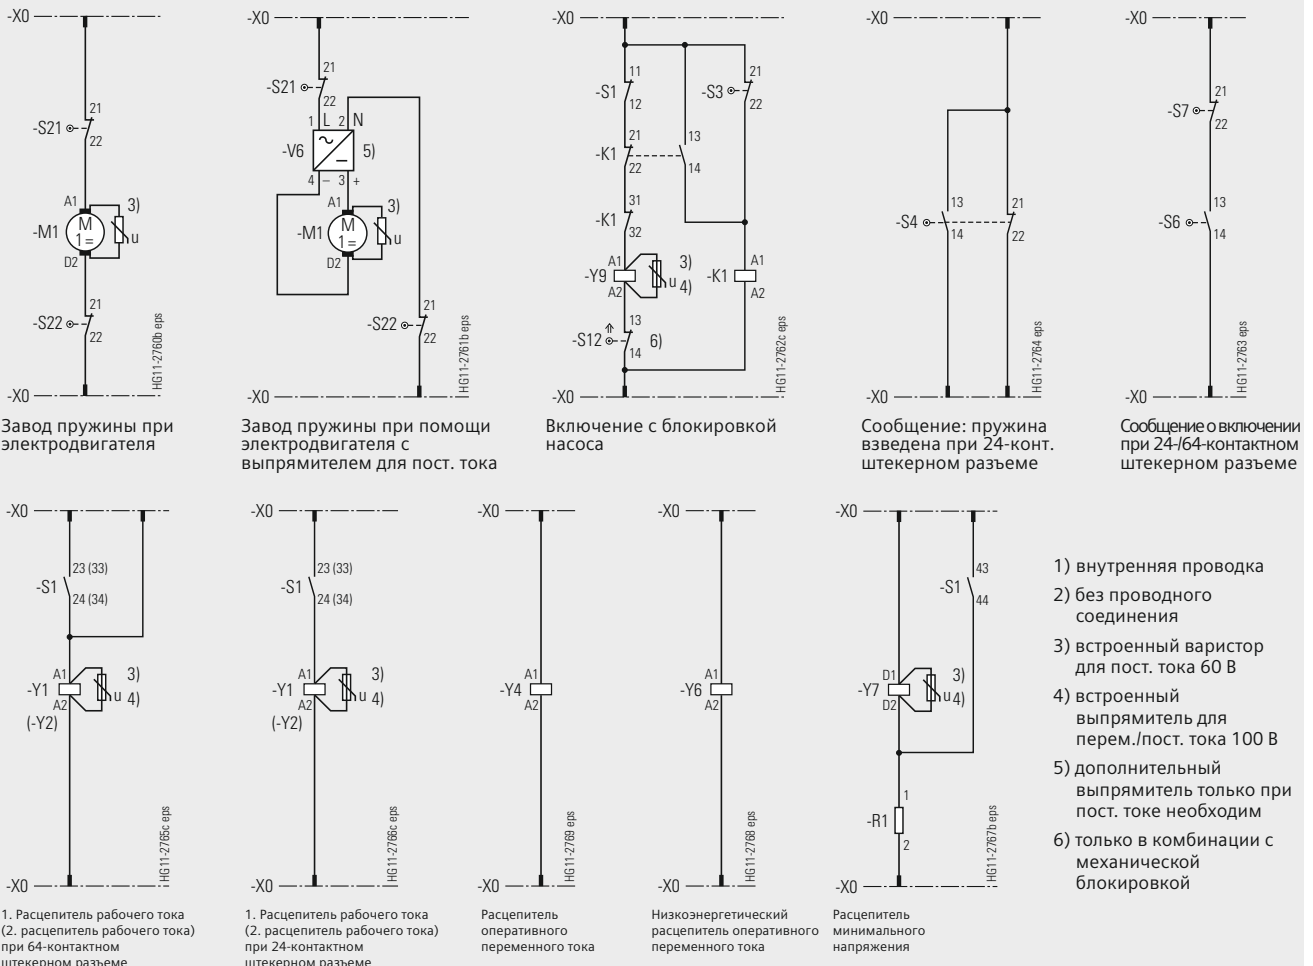 -X0
21
-S21
22
A1
3)
M
1=
-M1
u
D2
21
-S22
22
-X0
HG11-2760b eps
Завод пружины при
электродвигателя
-X0
21
-S21
22
1 L 2 N
-V6
5)
4 – 3 +
A1
3)
M
1=
-M1
u
D2
21
-S22
22
-X0
HG11-2761b eps
Завод пружины при помощи
электродвигателя с
выпрямителем для пост. тока
-X0
11
-S1
12
21
-S3
22
21
-K1
22
13
14
31
-K1
32
A1
3)
-Y9
u 4)
A2
A1
-K1
A2
13
-S12
6)
14
-X0
HG11-2762c eps
Включение с блокировкой
насоса
-X0
13
21
-S4
14
22
-X0
HG11-2764 eps
Сообщение: пружина
взведена при 24-конт.
штекерном разъеме
-X0
21
-S7
22
13
-S6
14
-X0
HG11-2763 eps
Сообщение о включении
при 24-/64-контактном
штекерном разъеме
-X0
23 (33)
-S1
24 (34)
A1
3)
-Y1
u 4)
A2
(-Y2)
-X0
HG11-2765c eps
1. Расцепитель рабочего тока
(2. расцепитель рабочего тока)
при 64-контактном
штекерном разъеме
-X0
23 (33)
-S1
24 (34)
A1
3)
-Y1
u 4)
A2
(-Y2)
-X0
HG11-2766c eps
1. Расцепитель рабочего тока
(2. расцепитель рабочего тока)
при 24-контактном
штекерном разъеме
-X0
A1
-Y4
A2
-X0
HG11-2769 eps
Расцепитель
оперативного
переменного тока
-X0
A1
-Y6
A2
-X0
HG11-2768 eps
Низкоэнергетический
расцепитель оперативного
переменного тока
-X0
43
-S1
44
D1
3)
-Y7
u 4)
D2
1
-R1
2
-X0
HG11-2767b eps
Расцепитель
минимального
напряжения
1) внутренняя проводка
2) без проводного
соединения
3) встроенный варистор
для пост. тока 60 В
4) встроенный
выпрямитель для
перем./пост. тока 100 В
5) дополнительный
выпрямитель только при
пост. токе необходим
6) только в комбинации с
механической
блокировкой